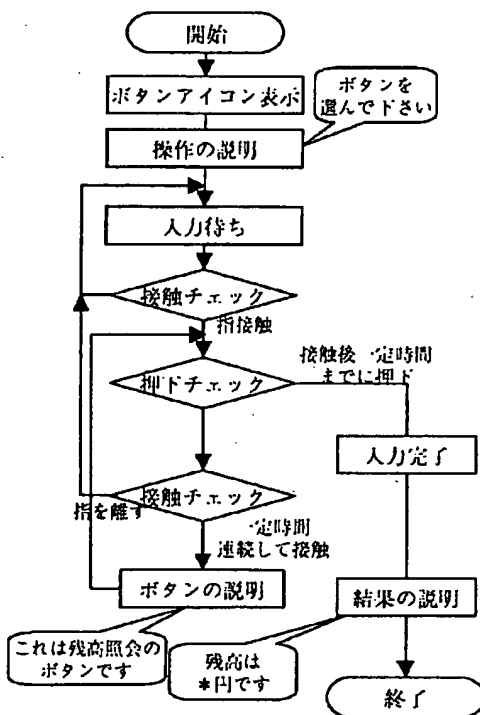 開始
ボタンアイコン表示
ボタンを
選んで下さい
操作の説明
入力待ち
接触チェック
指接触
接触後一定時間
までに押下
押下チェック
入力完了
接触チェック
指を離す
一定時間
連続して接触
ボタンの説明
結果の説明
これは残高照会の
ボタンです
残高は
*円です
終了